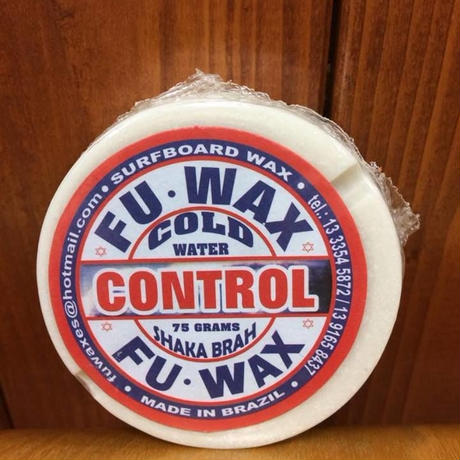 • SURFBOARD WAX •
tel: 13 3354 5872 / 13 9165 8437
• MADE IN BRAZIL •
fuwaxes@hotmail.com
FU • WAX
COLD
WATER
CONTROL
75 GRAMS
SHAKA BRAH
FU • WAX